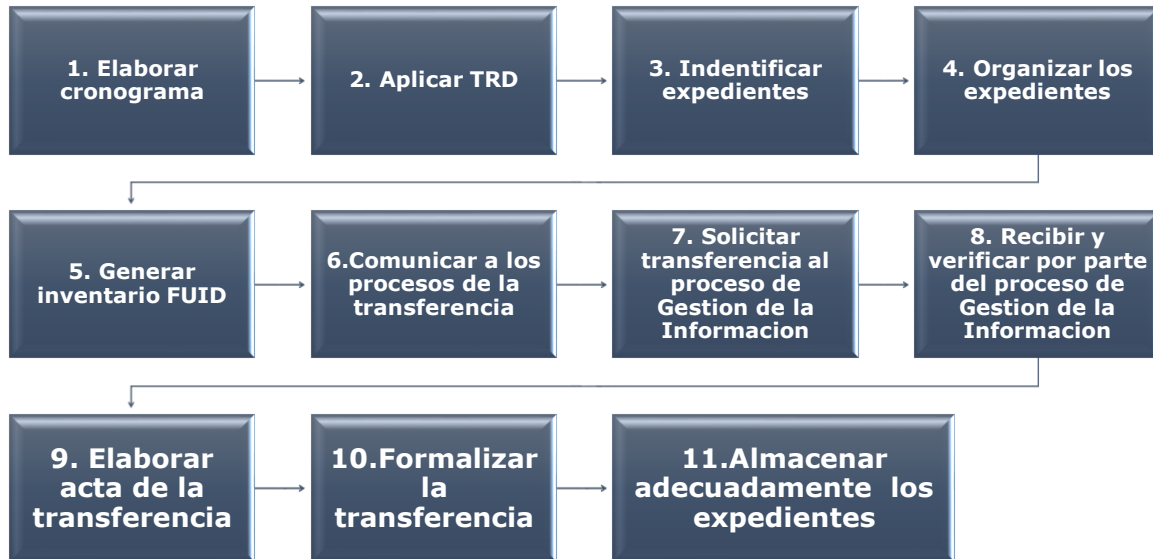 1. Elaborar
cronograma
2. Aplicar TRD
3. Indentificar
expedientes
4. Organizar los
expedientes
5. Generar
inventario FUID
6.Comunicar a los
procesos de la
transferencia
7. Solicitar
transferencia al
proceso de
Gestion de la
Informacion
8. Recibir y
verificar por parte
del proceso de
Gestion de la
Informacion
9. Elaborar
acta de la
transferencia
10.Formalizar
la
transferencia
11.Almacenar
adecuadamente los
expedientes